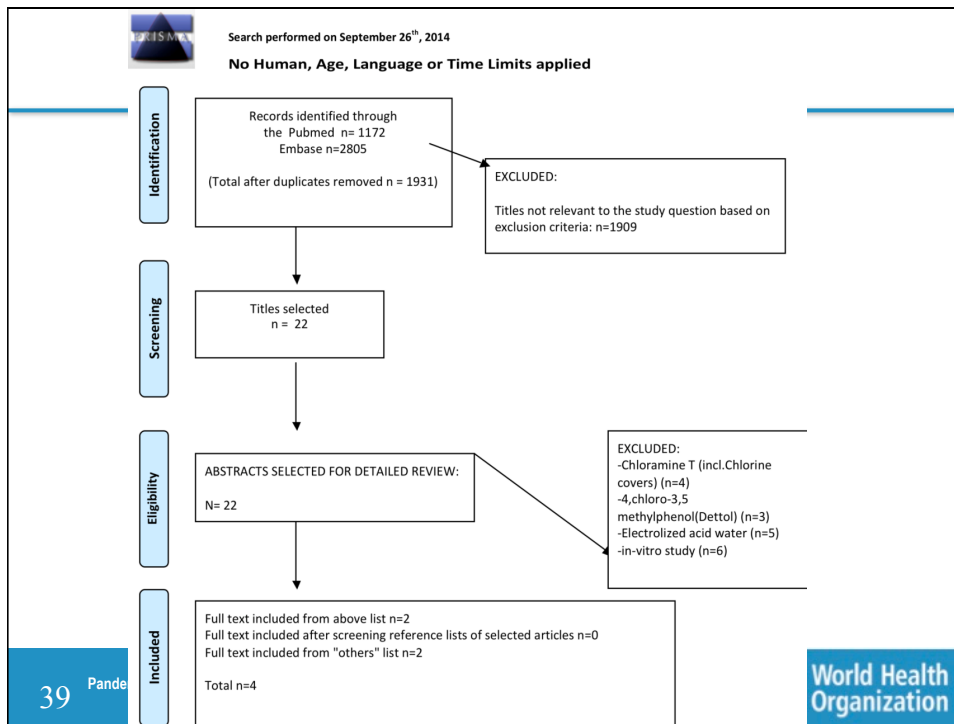 PRISMA
Search performed on September 26th, 2014
No Human, Age, Language or Time Limits applied
Identification
Records identified through
the Pubmed n= 1172
Embase n=2805
(Total after duplicates removed n = 1931)
EXCLUDED:
Titles not relevant to the study question based on
exclusion criteria: n=1909
Screening
Titles selected
n = 22
Eligibility
ABSTRACTS SELECTED FOR DETAILED REVIEW:
N= 22
EXCLUDED:
-Chloramine T (incl.Chlorine
covers) (n=4)
-4,chloro-3,5
methylphenol(Dettol) (n=3)
-Electrolized acid water (n=5)
-in-vitro study (n=6)
Included
Full text included from above list n=2
Full text included after screening reference lists of selected articles n=0
Full text included from "others" list n=2
Total n=4
39
World Health
Organization